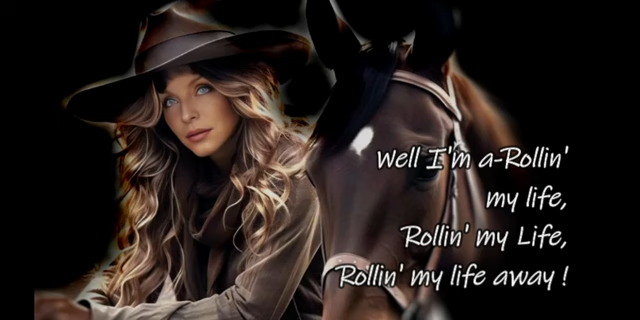 Well I'm a-Rollin'
my life,
Rollin' my Life,
Rollin' my life away !